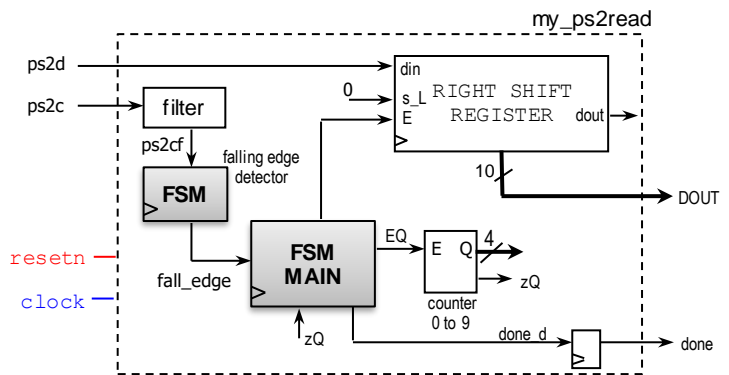 my_ps2read
ps2d
din
RIGHT SHIFT
REGISTER
0
s_L
ps2c
filter
E
dout
ps2cf
falling edge
detector
10
FSM
DOUT
FSM
MAIN
EQ
E
Q
4
resetn
fall_edge
zQ
clock
counter
0 to 9
zQ
done_d
done